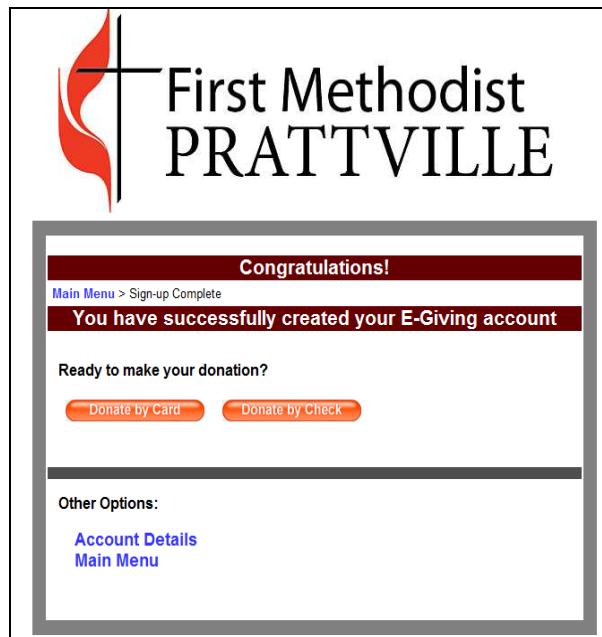 First Methodist
PRATTVILLE
Congratulations!
Main Menu > Sign-up Complete
You have successfully created your E-Giving account
Ready to make your donation?
Donate by Card Donate by Check
Other Options:
Account Details
Main Menu